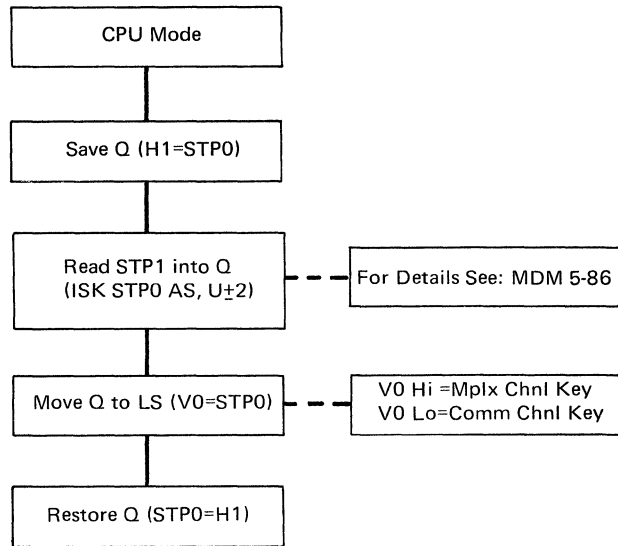 CPU Mode
Save Q (H1=STP0)
Read STP1 into Q
(ISK STP0 AS, U±2)
For Details See: MDM 5-86
Move Q to LS (V0=STP0)
V0 Hi =Mplx Chnl Key
V0 Lo=Comm Chnl Key
Restore Q (STP0=H1)